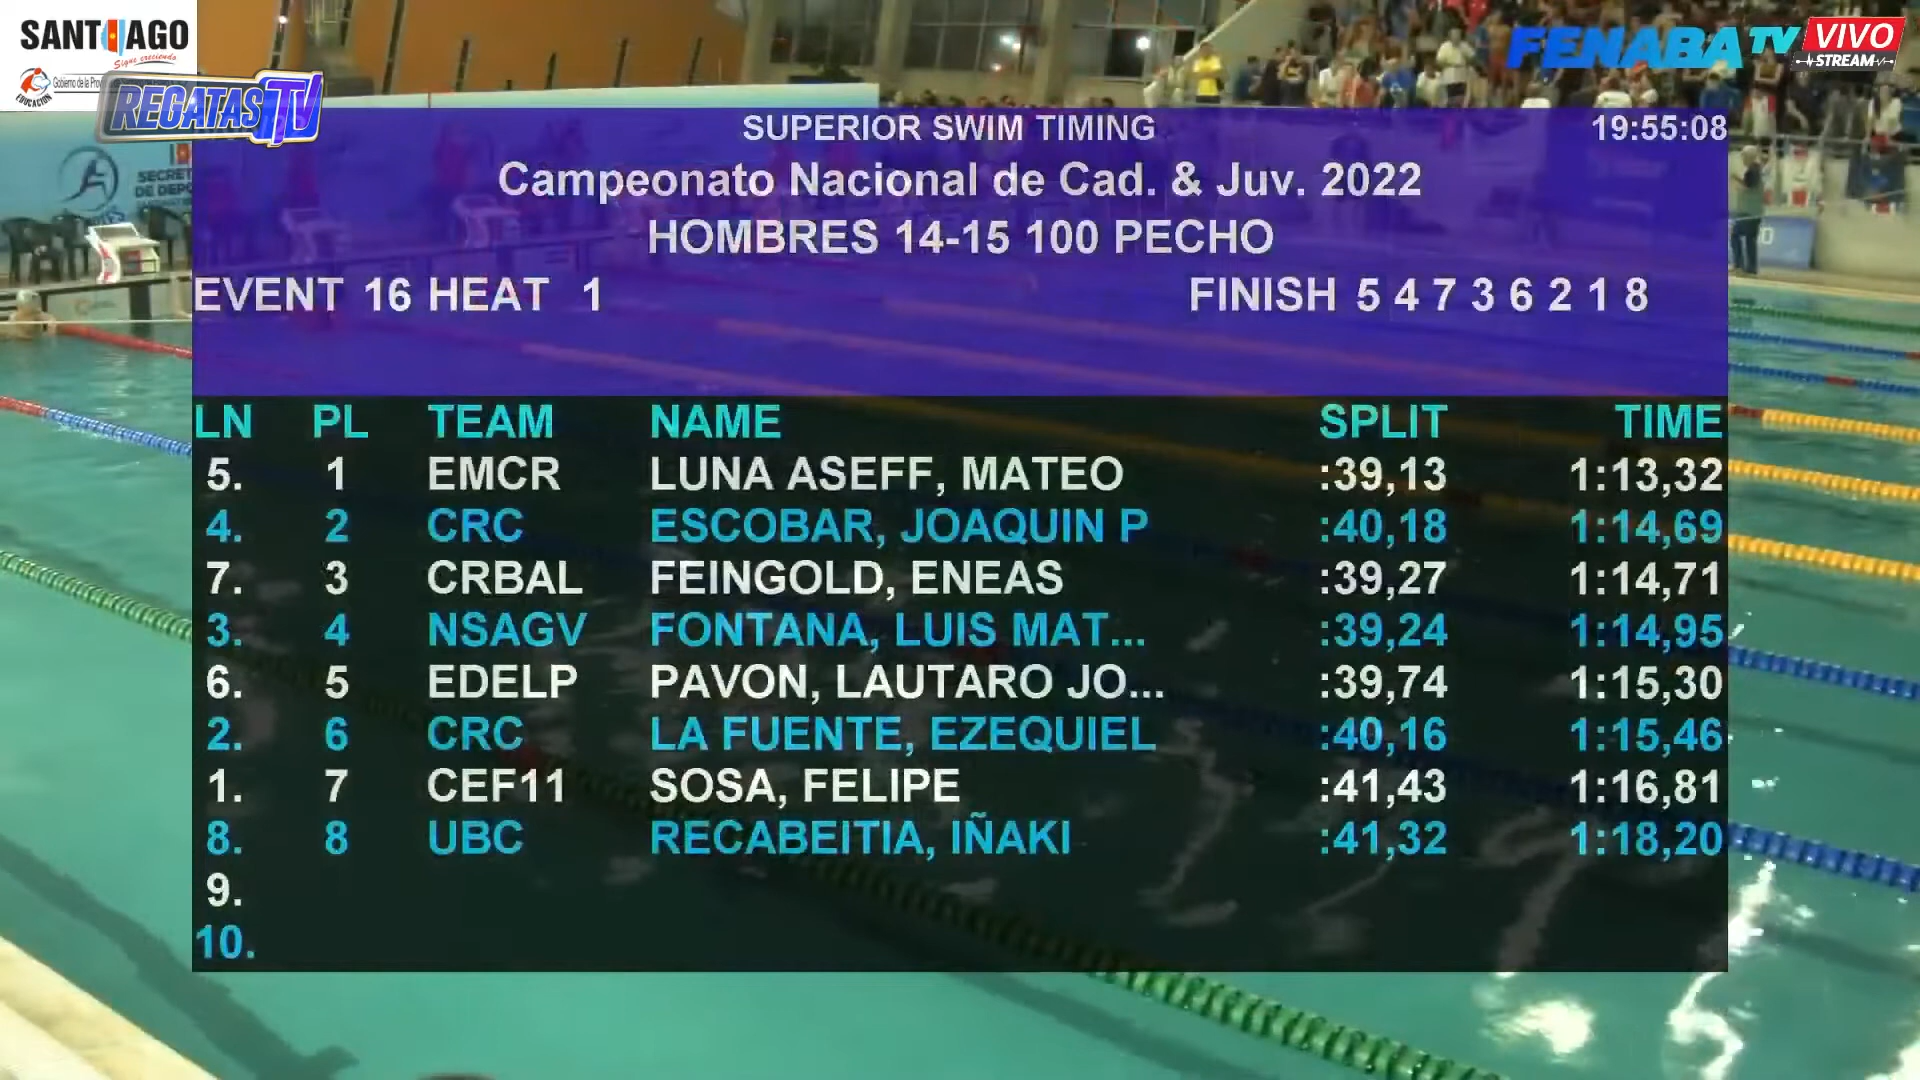 SANTIAGO
Sigue creciendo
EDUCACION
REGATAS TV
FENABA TV
VIVO
STREAM
SUPERIOR SWIM TIMING 19:55:08
Campeonato Nacional de Cad. & Juv. 2022
HOMBRES 14-15 100 PECHO
EVENT 16 HEAT 1 FINISH 5 4 7 3 6 2 1 8
LN PL TEAM NAME SPLIT TIME
5. 1 EMCR LUNA ASEFF, MATEO :39,13 1:13,32
4. 2 CRC ESCOBAR, JOAQUIN P :40,18 1:14,69
7. 3 CRBAL FEINGOLD, ENEAS :39,27 1:14,71
3. 4 NSAGV FONTANA, LUIS MAT... :39,24 1:14,95
6. 5 EDELP PAVON, LAUTARO JO... :39,74 1:15,30
2. 6 CRC LA FUENTE, EZEQUIEL :40,16 1:15,46
1. 7 CEF11 SOSA, FELIPE :41,43 1:16,81
8. 8 UBC RECABEITIA, IÑAKI :41,32 1:18,20
9.
10.